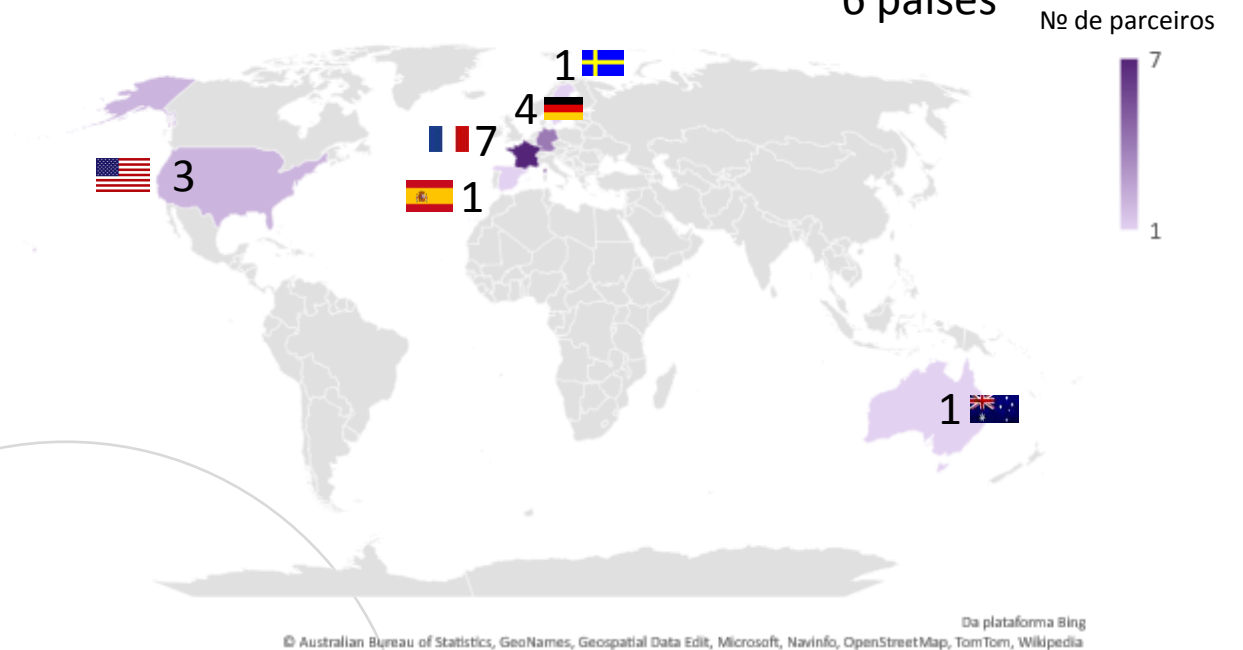 6 países
Nº de parceiros
7
1
4
7
3
1
1
1
Da plataforma Bing
© Australian Bureau of Statistics, GeoNames, Geospatial Data Edit, Microsoft, Navinfo, OpenStreetMap, TomTom, Wikipedia